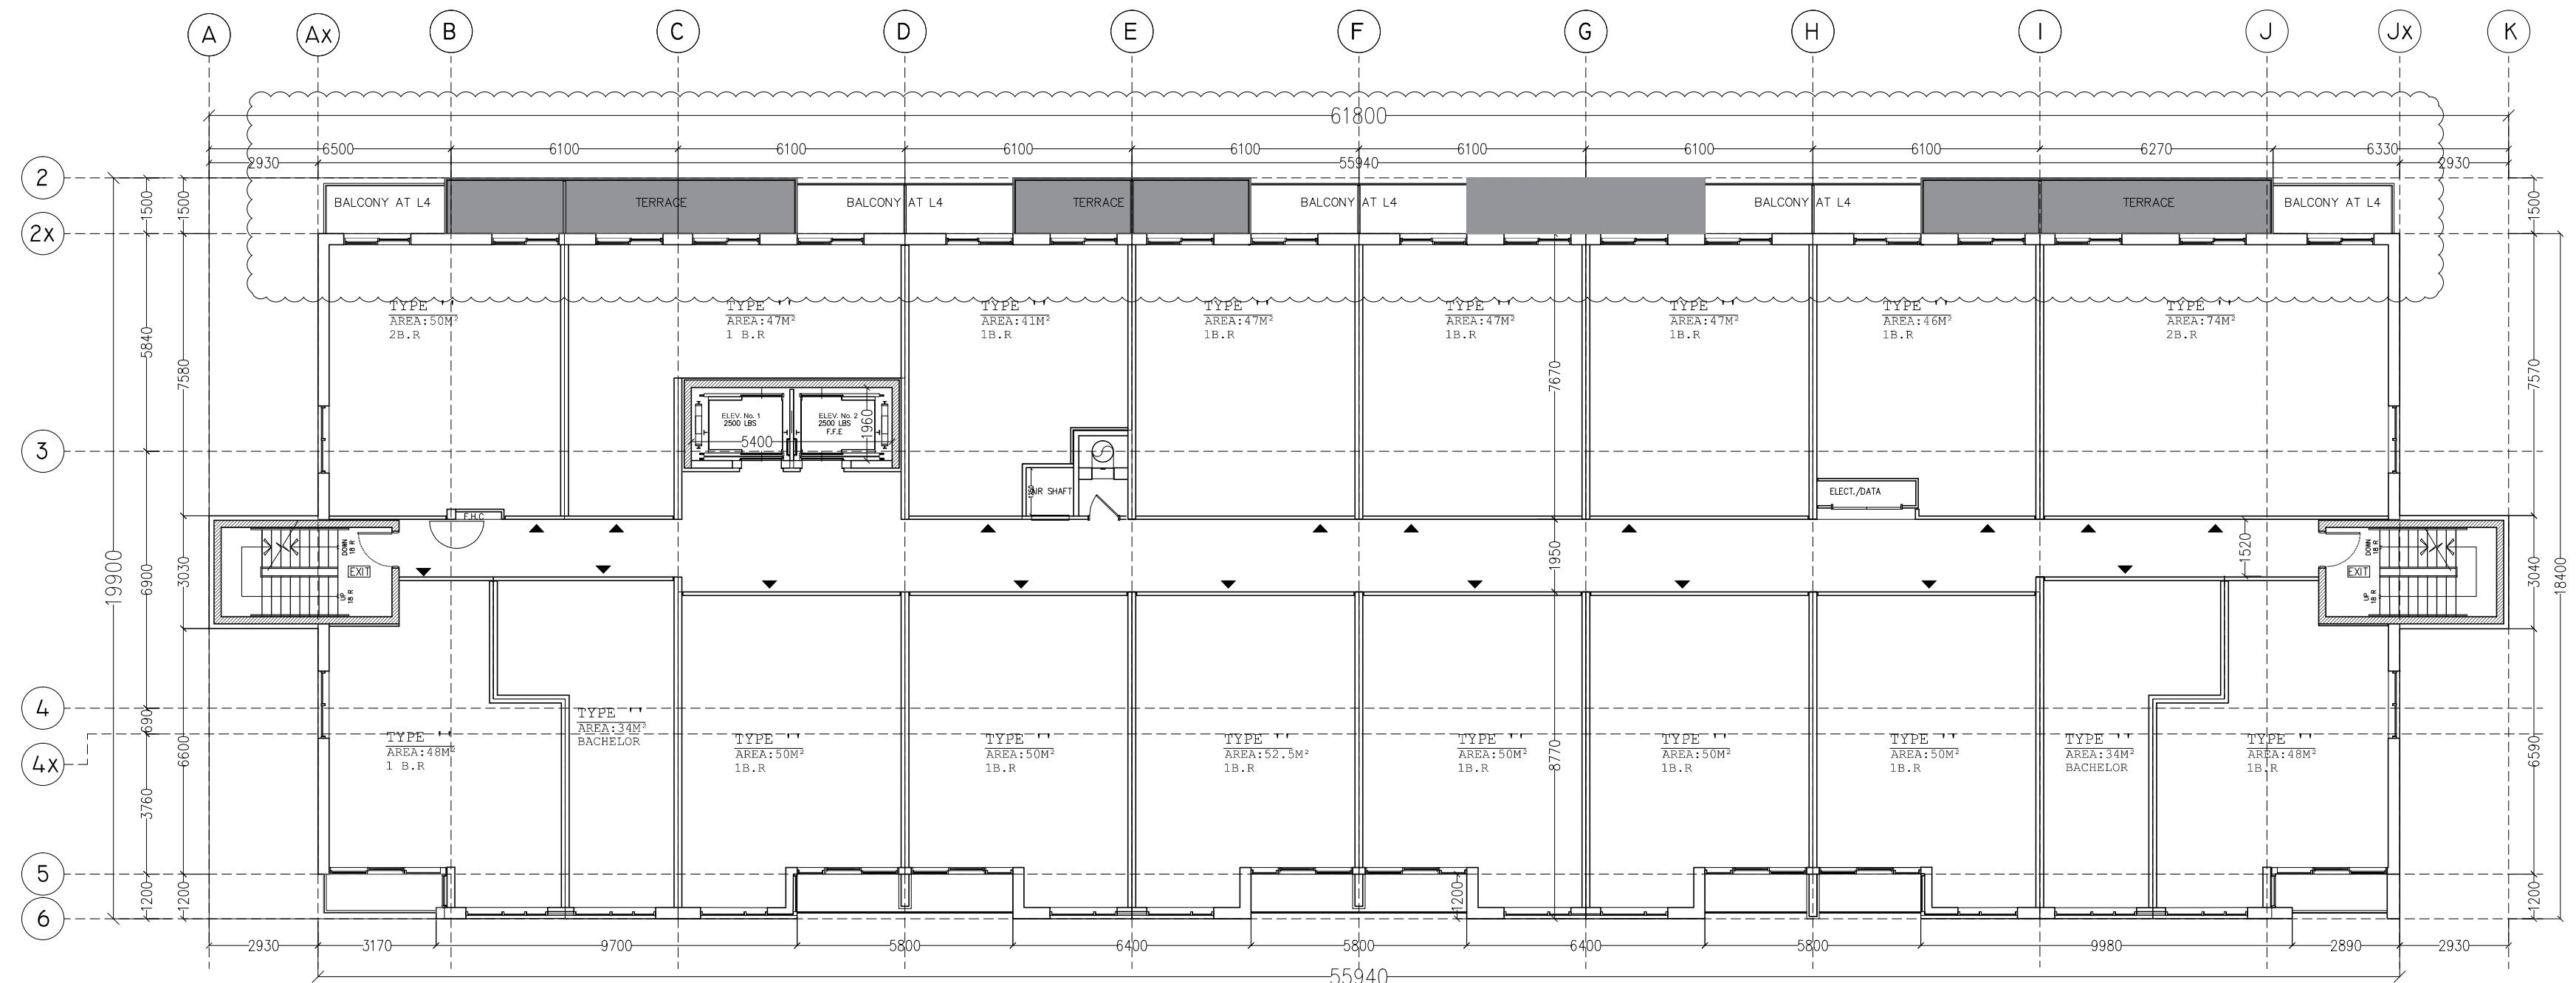 A Ax B C D E F G H I J Jx K
61800
6500 6100 6100 6100 6100 6100 6100 6100 6270 6330
2930 55940 2930
2
2x
3
4
4x
5
6
19900
1500
5840
6900
690
3760
1200
1500
7580
3030
6600
1200
BALCONY AT L4
TERRACE
BALCONY AT L4
TERRACE
BALCONY AT L4
BALCONY AT L4
TERRACE
BALCONY AT L4
TYPE ''
AREA:50M²
2B.R
TYPE ''
AREA:47M²
1 B.R
TYPE ''
AREA:41M²
1B.R
TYPE ''
AREA:47M²
1B.R
TYPE ''
AREA:47M²
1B.R
TYPE ''
AREA:47M²
1B.R
TYPE ''
AREA:46M²
1B.R
TYPE ''
AREA:74M²
2B.R
7670
ELEV. No. 1
2500 LBS
ELEV. No. 2
2500 LBS
F.F.E
1960
5400
AIR SHAFT
ELECT./DATA
F.H.C
DOWN
18 R
EXIT
UP
18 R
1950
1520
DOWN
18 R
EXIT
UP
18 R
TYPE ''
AREA:48M²
1 B.R
TYPE ''
AREA:34M²
BACHELOR
TYPE ''
AREA:50M²
1B.R
TYPE ''
AREA:50M²
1B.R
TYPE ''
AREA:52.5M²
1B.R
TYPE ''
AREA:50M²
1B.R
8770
TYPE ''
AREA:50M²
1B.R
TYPE ''
AREA:50M²
1B.R
TYPE ''
AREA:34M²
BACHELOR
TYPE ''
AREA:48M²
1B.R
1200
1500
7570
3040
6590
1200
18400
2930 3170 9700 5800 6400 5800 6400 5800 9980 2890 2930
55940